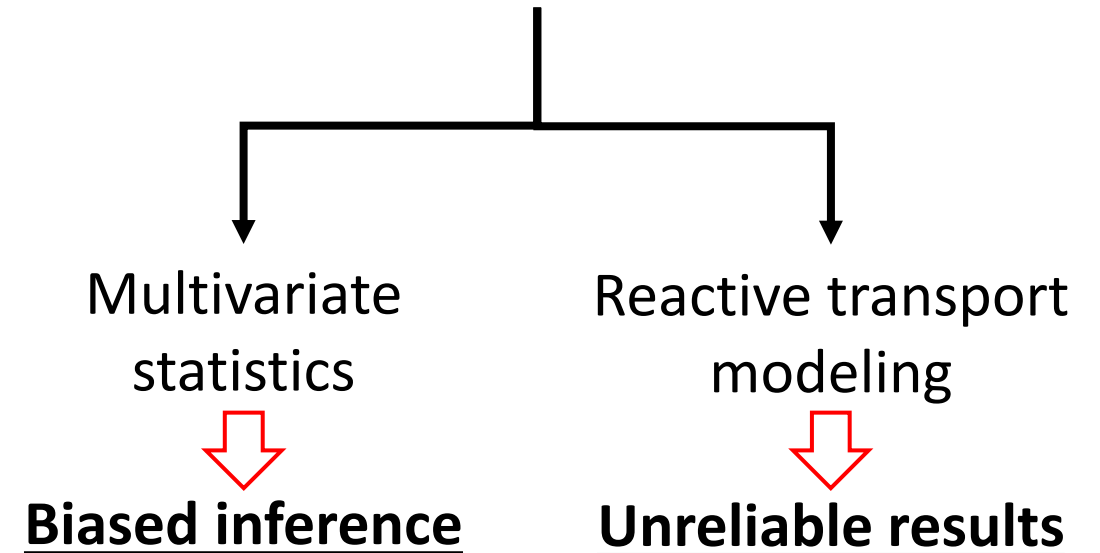 Multivariate
statistics
Biased inference
Reactive transport
modeling
Unreliable results